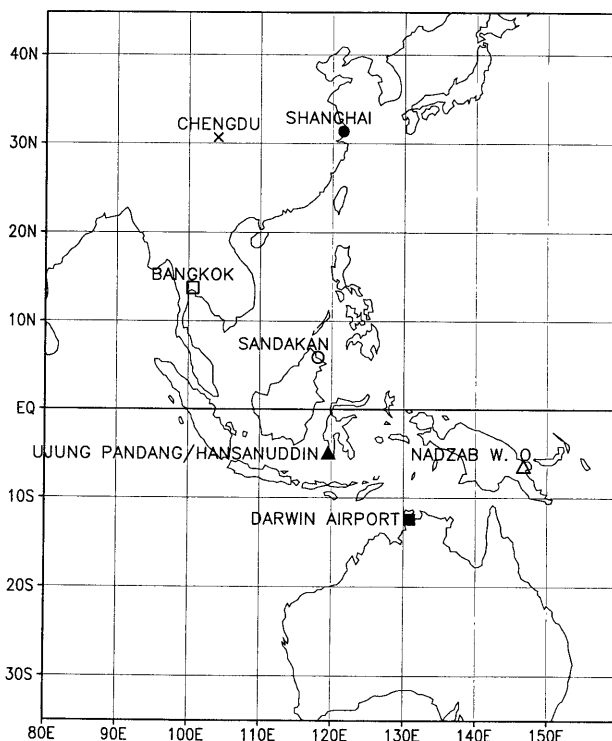 40N
SHANGHAI
CHENGDU
30N
20N
BANGKOK
10N
SANDAKAN
EQ
UJUNG PANDANG/HANSANUDDIN
NADZAB W. O.
10S
DARWIN AIRPORT
20S
30S
80E 90E 100E 110E 120E 130E 140E 150E